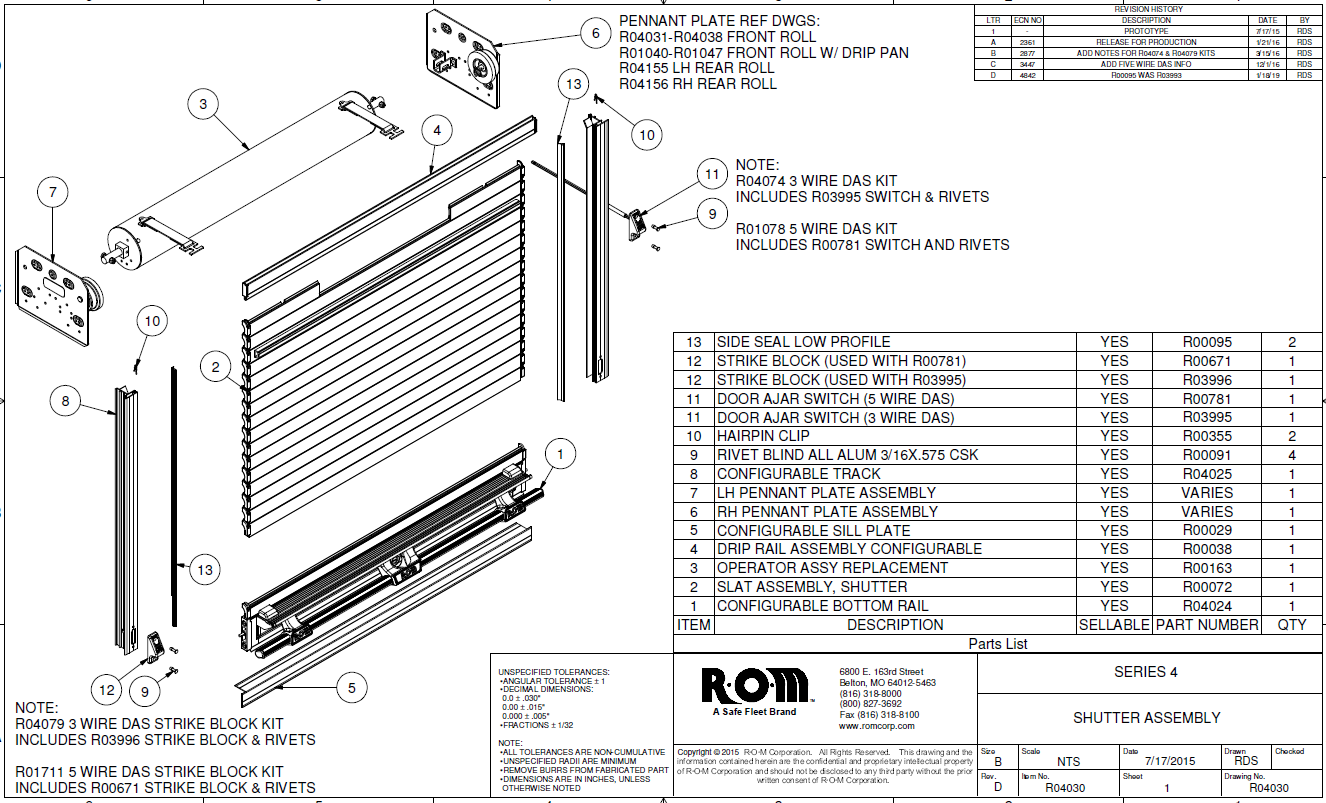 PENNANT PLATE REF DWGS:
R04031-R04038 FRONT ROLL
R01040-R01047 FRONT ROLL W/ DRIP PAN
R04155 LH REAR ROLL
R04156 RH REAR ROLL
REVISION HISTORY
LTR ECN NO DESCRIPTION DATE BY
1 - PROTOTYPE 7/17/15 RDS
A 2361 RELEASE FOR PRODUCTION 1/21/16 RDS
B 2877 ADD NOTES FOR R04074 & R04079 KITS 3/15/16 RDS
C 3447 ADD FIVE WIRE DAS INFO 12/1/16 RDS
D 4842 R00095 WAS R03993 1/18/19 RDS
6
3
13
4
10
7
11
9
NOTE:
R04074 3 WIRE DAS KIT
INCLUDES R03995 SWITCH & RIVETS
R01078 5 WIRE DAS KIT
INCLUDES R00781 SWITCH AND RIVETS
10
2
8
1
13
12
9
5
NOTE:
R04079 3 WIRE DAS STRIKE BLOCK KIT
INCLUDES R03996 STRIKE BLOCK & RIVETS
R01711 5 WIRE DAS STRIKE BLOCK KIT
INCLUDES R00671 STRIKE BLOCK & RIVETS
13 SIDE SEAL LOW PROFILE YES R00095 2
12 STRIKE BLOCK (USED WITH R00781) YES R00671 1
12 STRIKE BLOCK (USED WITH R03995) YES R03996 1
11 DOOR AJAR SWITCH (5 WIRE DAS) YES R00781 1
11 DOOR AJAR SWITCH (3 WIRE DAS) YES R03995 1
10 HAIRPIN CLIP YES R00355 2
9 RIVET BLIND ALL ALUM 3/16X.575 CSK YES R00091 4
8 CONFIGURABLE TRACK YES R04025 1
7 LH PENNANT PLATE ASSEMBLY YES VARIES 1
6 RH PENNANT PLATE ASSEMBLY YES VARIES 1
5 CONFIGURABLE SILL PLATE YES R00029 1
4 DRIP RAIL ASSEMBLY CONFIGURABLE YES R00038 1
3 OPERATOR ASSY REPLACEMENT YES R00163 1
2 SLAT ASSEMBLY, SHUTTER YES R00072 1
1 CONFIGURABLE BOTTOM RAIL YES R04024 1
ITEM DESCRIPTION SELLABLE PART NUMBER QTY
Parts List
UNSPECIFIED TOLERANCES:
•ANGULAR TOLERANCE ± 1
•DECIMAL DIMENSIONS:
0.0 ± .030"
0.00 ± .015"
0.000 ± .005"
•FRACTIONS ± 1/32
NOTE:
•ALL TOLERANCES ARE NON-CUMULATIVE
•UNSPECIFIED RADII ARE MINIMUM
•REMOVE BURRS FROM FABRICATED PART
•DIMENSIONS ARE IN INCHES, UNLESS
OTHERWISE NOTED
R·O·M ™
A Safe Fleet Brand
6800 E. 163rd Street
Belton, MO 64012-5463
(816) 318-8000
(800) 827-3692
Fax (816) 318-8100
www.romcorp.com
Copyright © 2015 R·O·M Corporation. All Rights Reserved. This drawing and the
information contained herein are the confidential and proprietary intellectual property
of R·O·M Corporation and should not be disclosed to any third party without the prior
written consent of R·O·M Corporation.
SERIES 4
SHUTTER ASSEMBLY
Size B Scale NTS Date 7/17/2015 Drawn RDS Checked
Rev. D Item No. R04030 Sheet 1 Drawing No. R04030